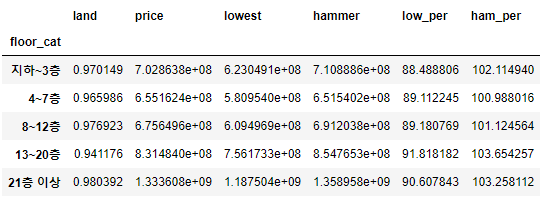 land price lowest hammer low_per ham_per
floor_cat
지하~3층 0.970149 7.028638e+08 6.230491e+08 7.108886e+08 88.488806 102.114940
4~7층 0.965986 6.551624e+08 5.809540e+08 6.515402e+08 89.112245 100.988016
8~12층 0.976923 6.756496e+08 6.094969e+08 6.912038e+08 89.180769 101.124564
13~20층 0.941176 8.314840e+08 7.561733e+08 8.547653e+08 91.818182 103.654257
21층 이상 0.980392 1.333608e+09 1.187504e+09 1.358958e+09 90.607843 103.258112